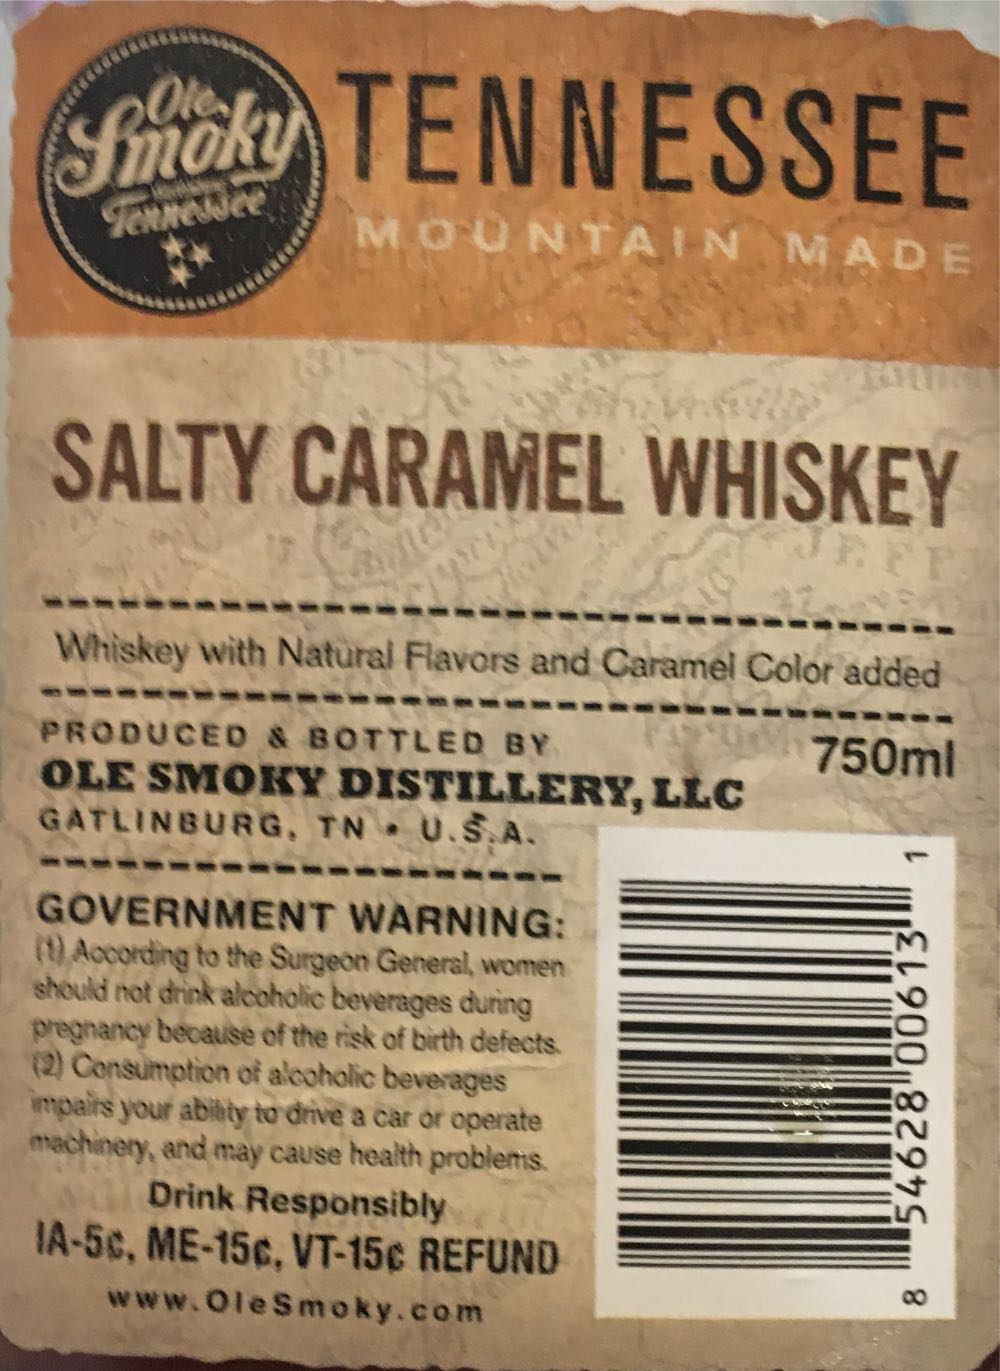 Ole
Smoky
Tennessee
TENNESSEE
MOUNTAIN MADE
SALTY CARAMEL WHISKEY
Whiskey with Natural Flavors and Caramel Color added
PRODUCED & BOTTLED BY
750ml
OLE SMOKY DISTILLERY, LLC
GATLINBURG, TN • U.S.A.
GOVERNMENT WARNING:
(1) According to the Surgeon General, women
should not drink alcoholic beverages during
pregnancy because of the risk of birth defects.
(2) Consumption of alcoholic beverages
impairs your ability to drive a car or operate
machinery, and may cause health problems.
Drink Responsibly
IA-5¢, ME-15¢, VT-15¢ REFUND
www.OleSmoky.com
8 54628 00613 1